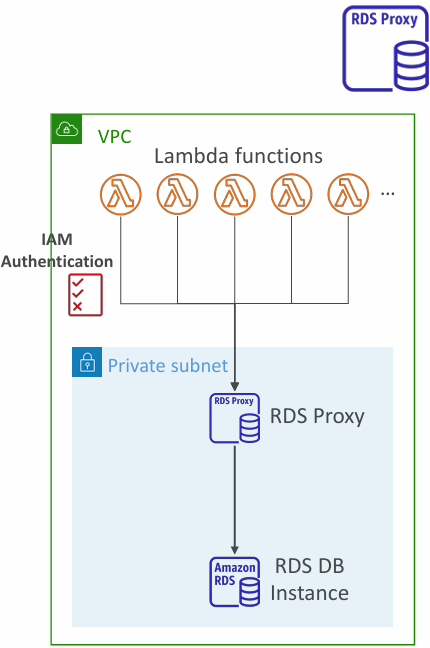 RDS Proxy
VPC
Lambda functions
...
IAM
Authentication
Private subnet
RDS Proxy
RDS Proxy
Amazon
RDS
RDS DB
Instance